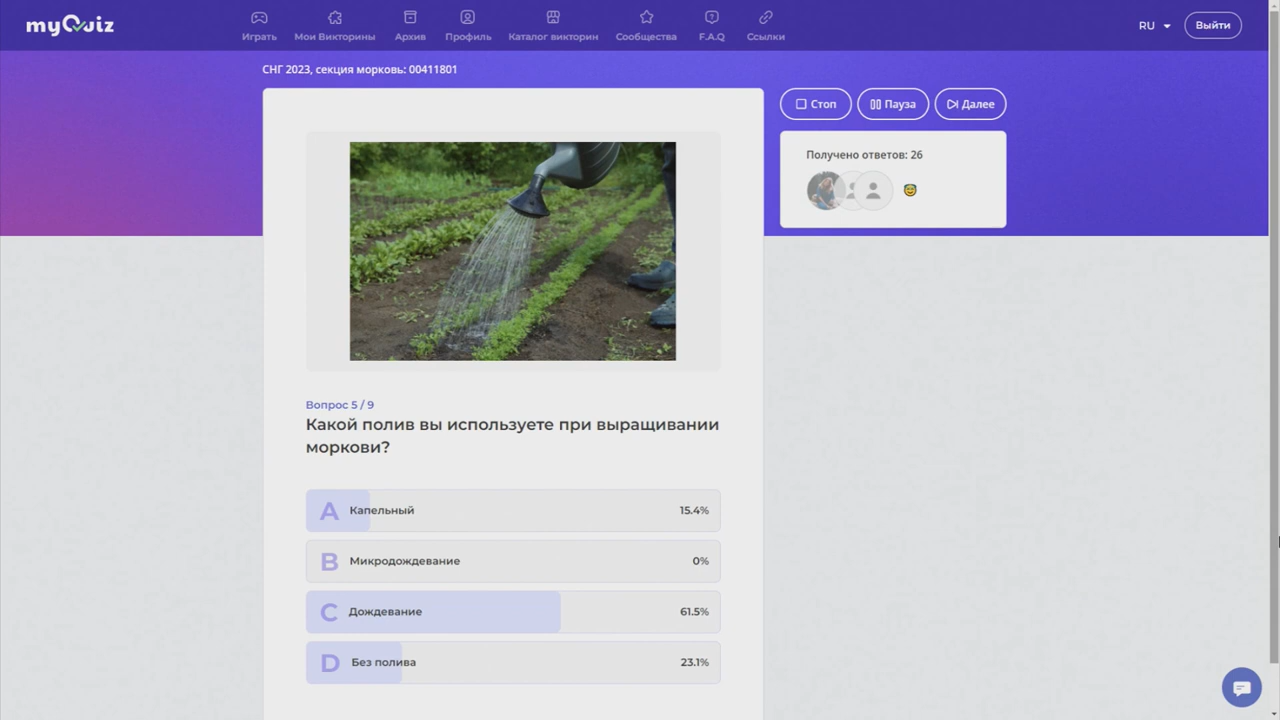 myQuiz
Играть
Мои Викторины
Архив
Профиль
Каталог викторин
Сообщества
F.A.Q
Ссылки
RU
Выйти
СНГ 2023, секция морковь: 00411801
Стоп
Пауза
Далее
Получено ответов: 26
Вопрос 5 / 9
Какой полив вы используете при выращивании
моркови?
A Капельный 15.4%
B Микродождевание 0%
C Дождевание 61.5%
D Без полива 23.1%